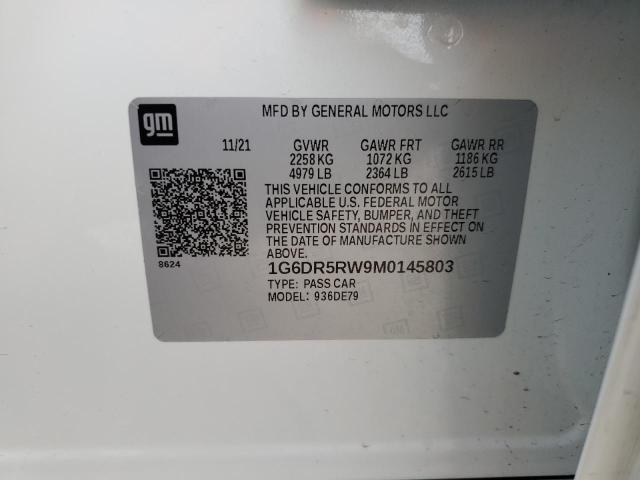 gm
MFD BY GENERAL MOTORS LLC
11/21 GVWR GAWR FRT GAWR RR
2258 KG 1072 KG 1186 KG
4979 LB 2364 LB 2615 LB
THIS VEHICLE CONFORMS TO ALL
APPLICABLE U.S. FEDERAL MOTOR
VEHICLE SAFETY, BUMPER, AND THEFT
PREVENTION STANDARDS IN EFFECT ON
THE DATE OF MANUFACTURE SHOWN
ABOVE.
8624
1G6DR5RW9M0145803
TYPE: PASS CAR
MODEL: 936DE79